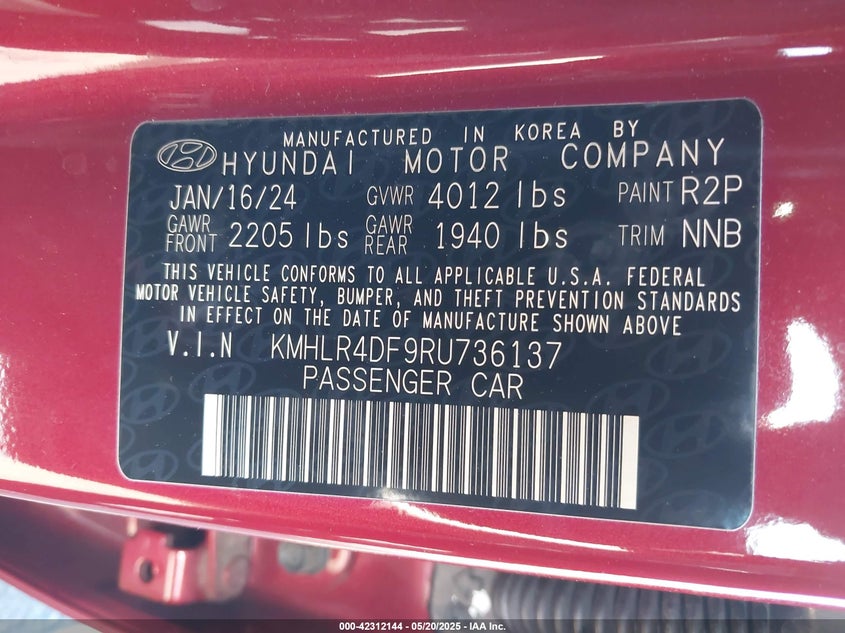 MANUFACTURED IN KOREA BY
HYUNDAI MOTOR COMPANY
JAN/16/24 GVWR 4012 lbs PAINT R2P
GAWR FRONT 2205 lbs GAWR REAR 1940 lbs TRIM NNB
THIS VEHICLE CONFORMS TO ALL APPLICABLE U.S.A. FEDERAL
MOTOR VEHICLE SAFETY, BUMPER, AND THEFT PREVENTION STANDARDS
IN EFFECT ON THE DATE OF MANUFACTURE SHOWN ABOVE
V.I.N KMHLR4DF9RU736137
PASSENGER CAR
000-42312144 - 05/20/2025 - IAA Inc.